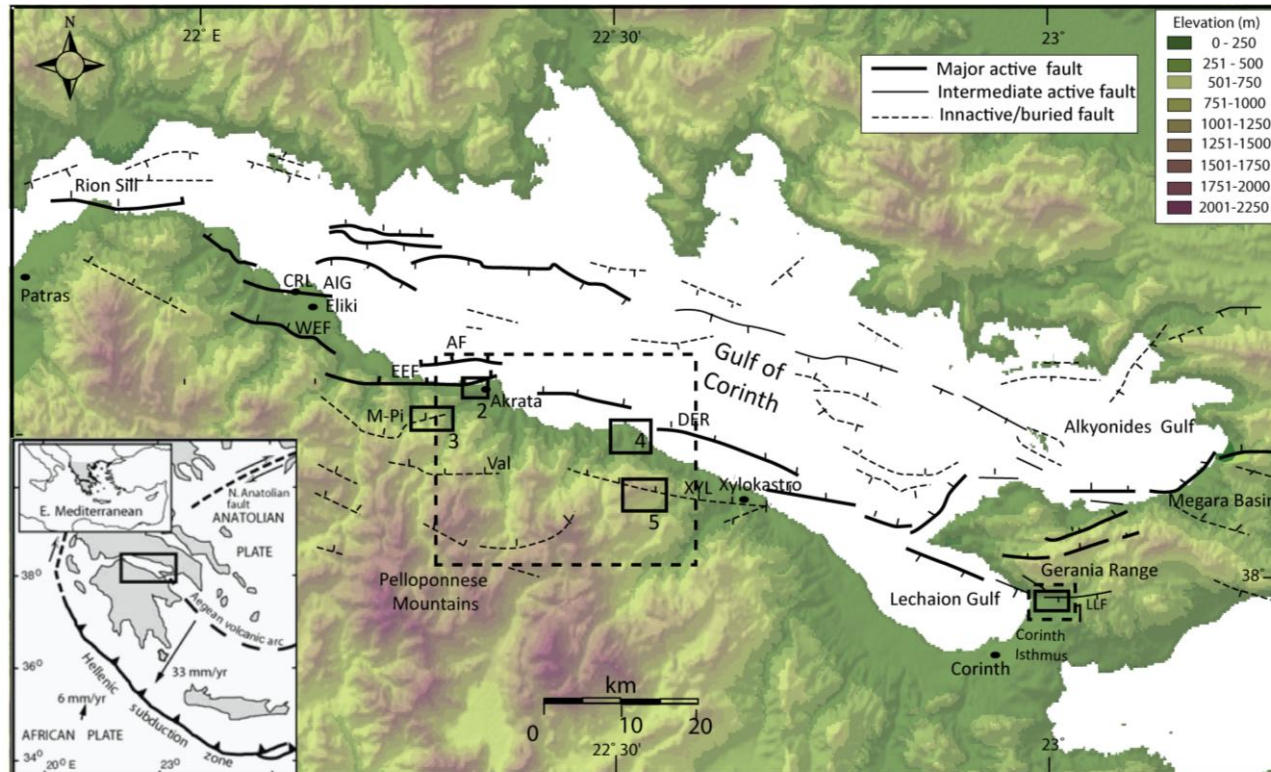 N
22° E
22° 30'
23°
Elevation (m)
0 - 250
251 - 500
501-750
751-1000
1001-1250
1251-1500
1501-1750
1751-2000
2001-2250
Major active fault
Intermediate active fault
Innactive/buried fault
Rion Sill
Patras
CRL
AIG
Eliki
WEF
AF
EEF
Akrata
2
M-Pi
3
Gulf of
Corinth
DER
4
Val
XYL
Xylokastro
5
Alkyonides Gulf
Megara Basin
Pelloponnese
Mountains
Gerania Range
38°
Lechaion Gulf
LLF
1
Corinth
Isthmus
Corinth
km
0
10
20
22° 30'
23°
E. Mediterranean
N. Anatolian
fault
ANATOLIAN
PLATE
38°
Aegean volcanic arc
36°
33 mm/yr
6 mm/yr
Hellenic
subduction
zone
AFRICAN PLATE
34°
20° E
23°